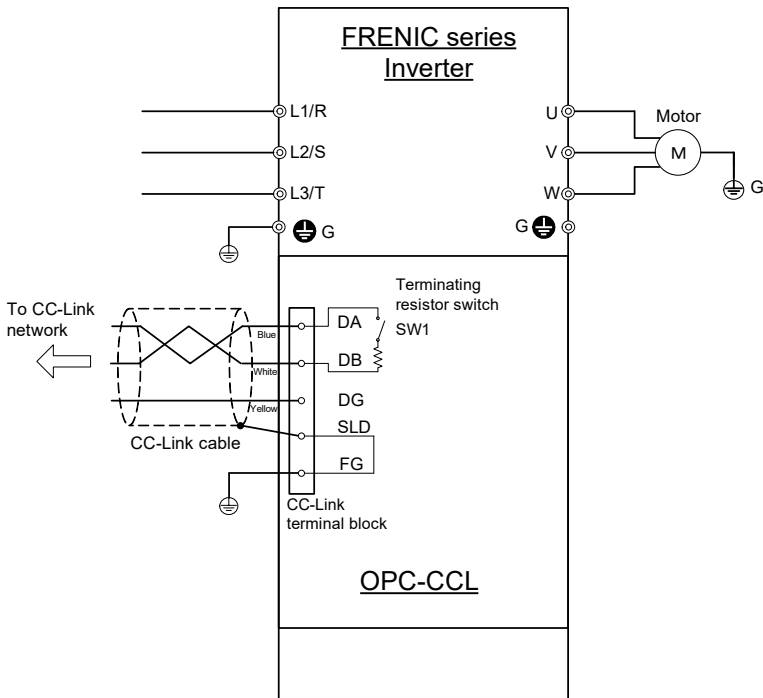 FRENIC series
Inverter
L1/R
L2/S
L3/T
G
U
V
W
G
Motor
M
G
To CC-Link
network
Blue
White
Yellow
CC-Link cable
DA
DB
DG
SLD
FG
Terminating
resistor switch
SW1
CC-Link
terminal block
OPC-CCL